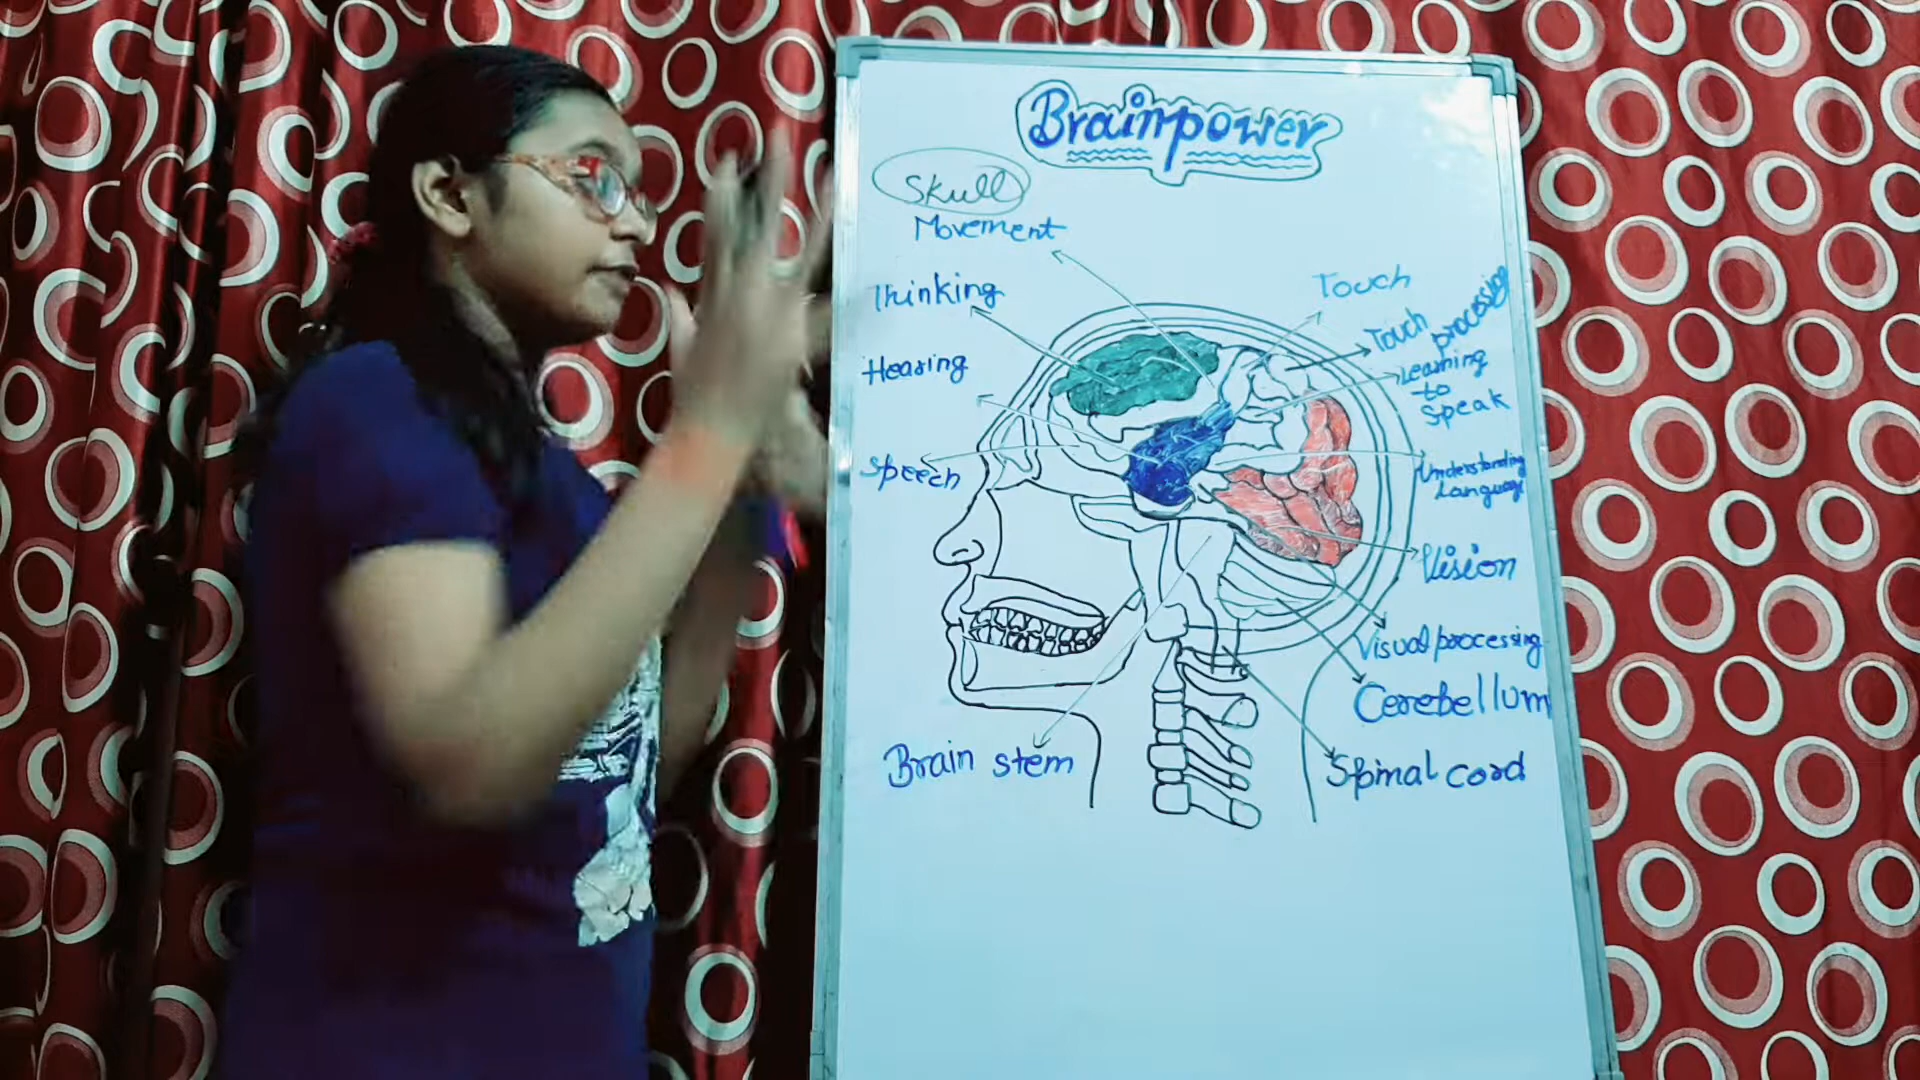 Brainpower
Skull
Movement
Thinking
Hearing
Speech
Brain stem
Touch
Touch processing
Learning
to
Speak
Understanding
Language
Vision
Visual processing
Cerebellum
Spinal cord